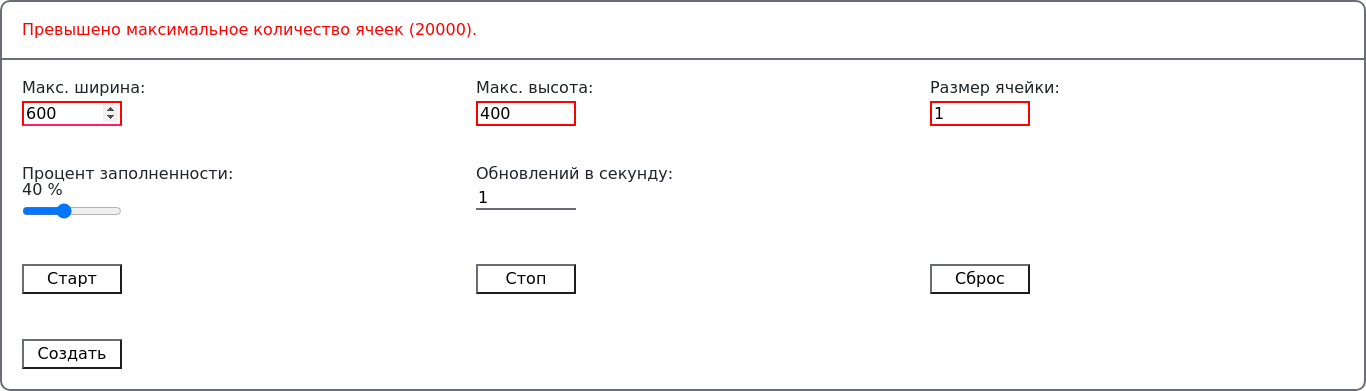 Превышено максимальное количество ячеек (20000).
Макс. ширина: Макс. высота: Размер ячейки:
600 400 1
Процент заполненности: Обновлений в секунду:
40 %
1
Старт Стоп Сброс
Создать